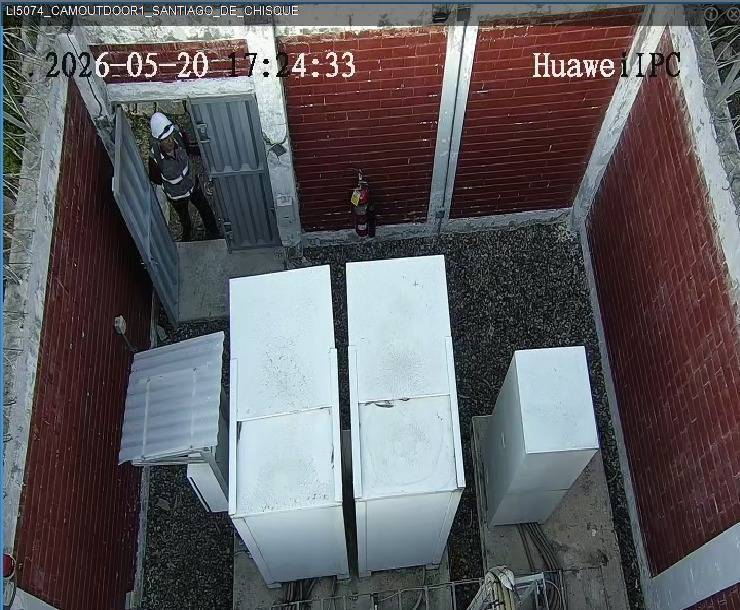 LI5074_CAMOUTDOOR1_SANTIAGO_DE_CHISQUE
2026-05-20 17:24:33
HuaweiIPC